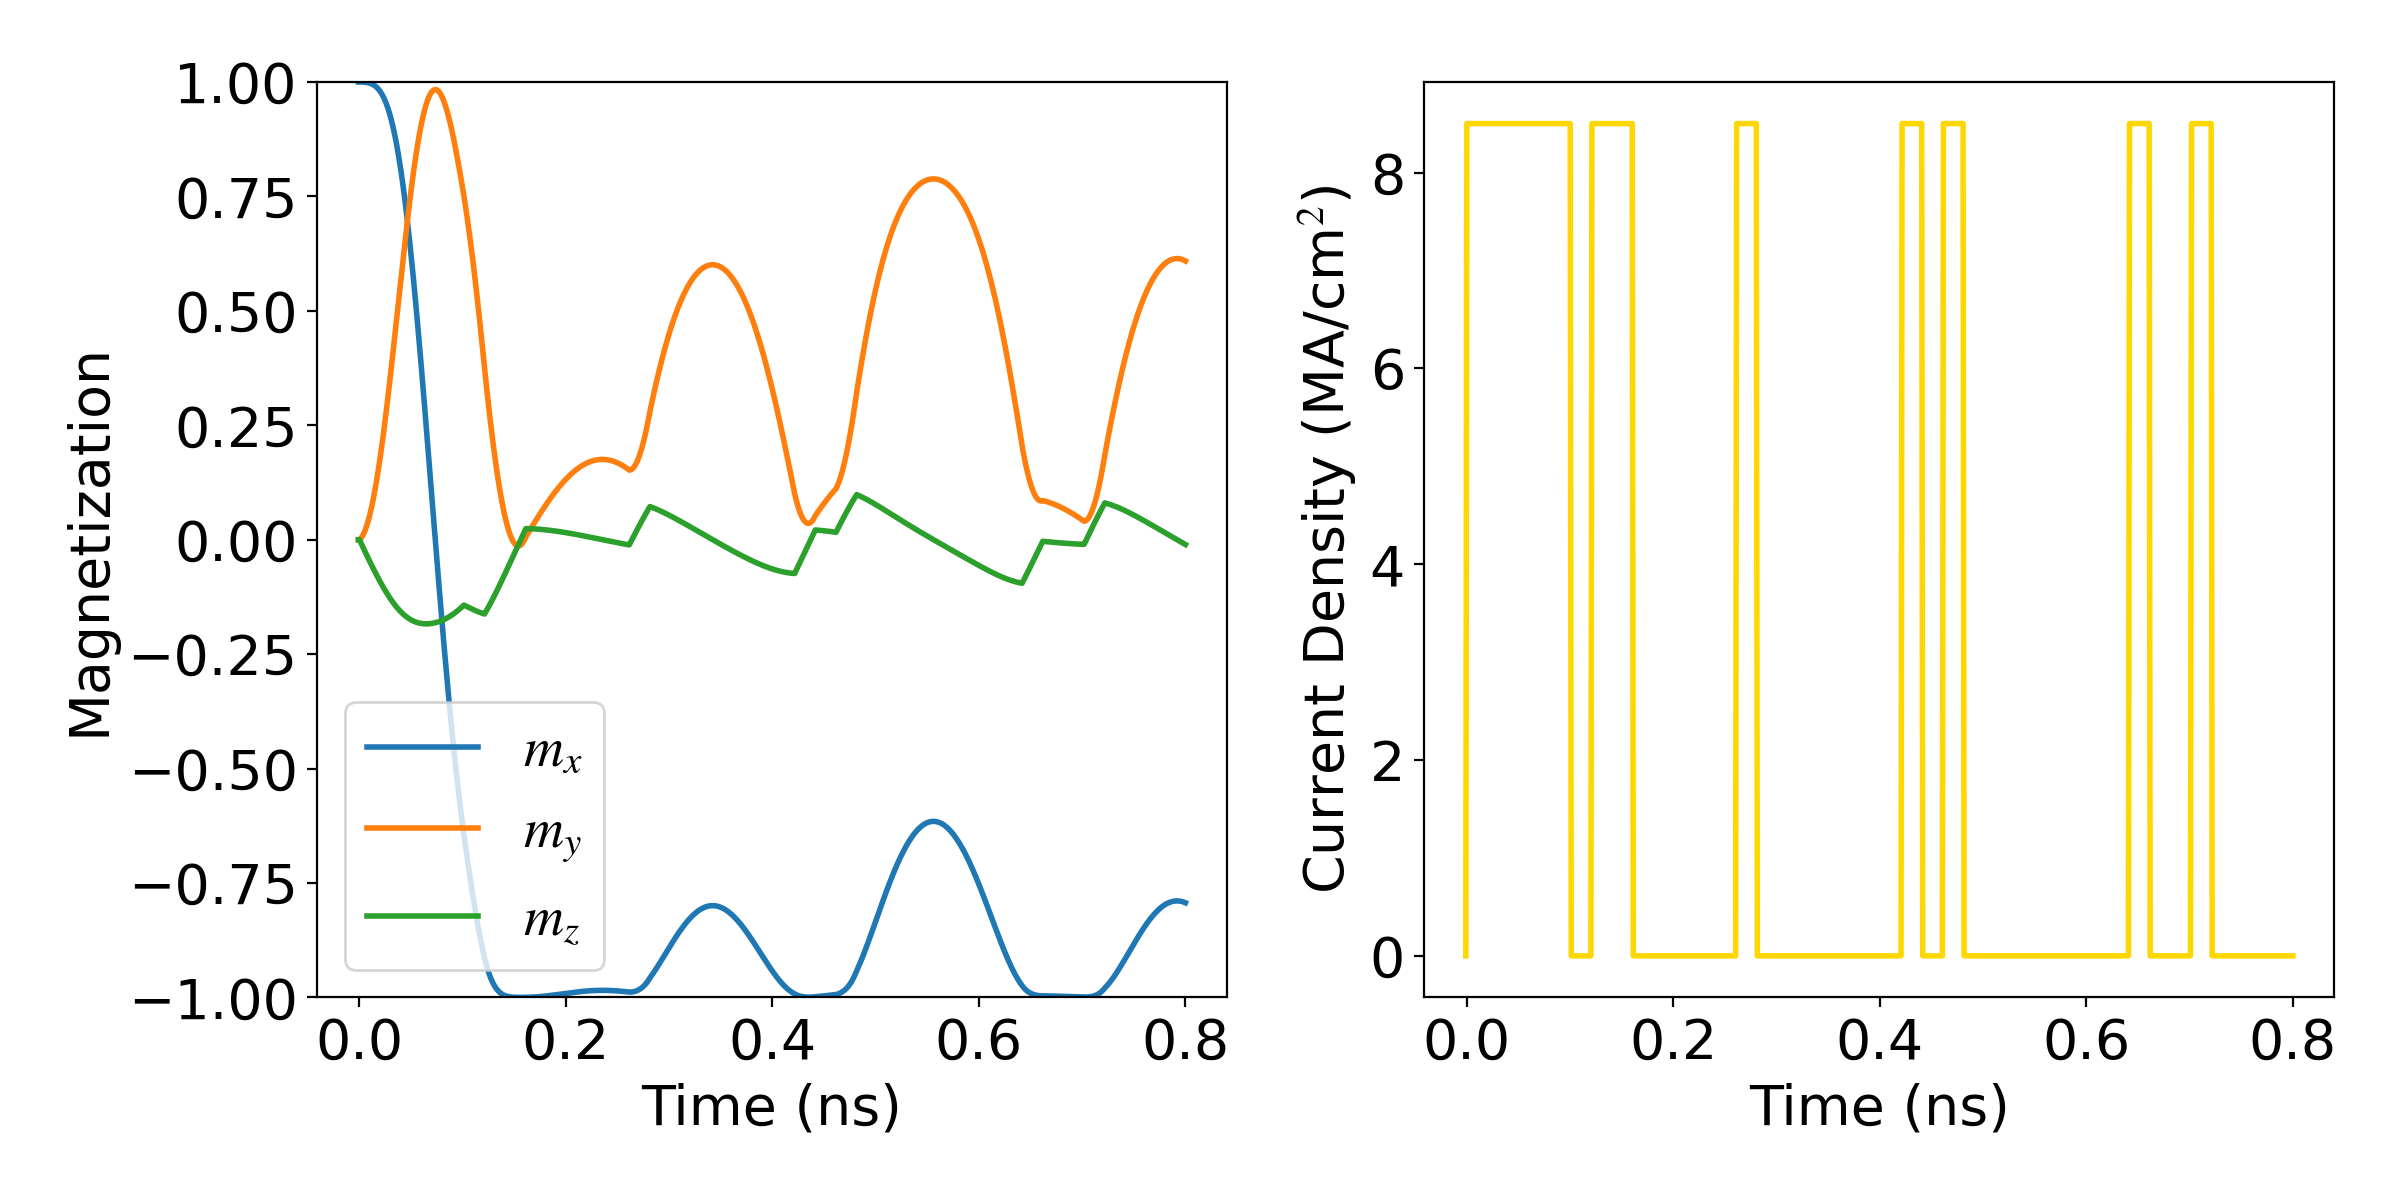 Magnetization
1.00
0.75
0.50
0.25
0.00
−0.25
−0.50
−0.75
−1.00
m_x
m_y
m_z
0.0 0.2 0.4 0.6 0.8
Time (ns)
Current Density (MA/cm²)
8
6
4
2
0
0.0 0.2 0.4 0.6 0.8
Time (ns)